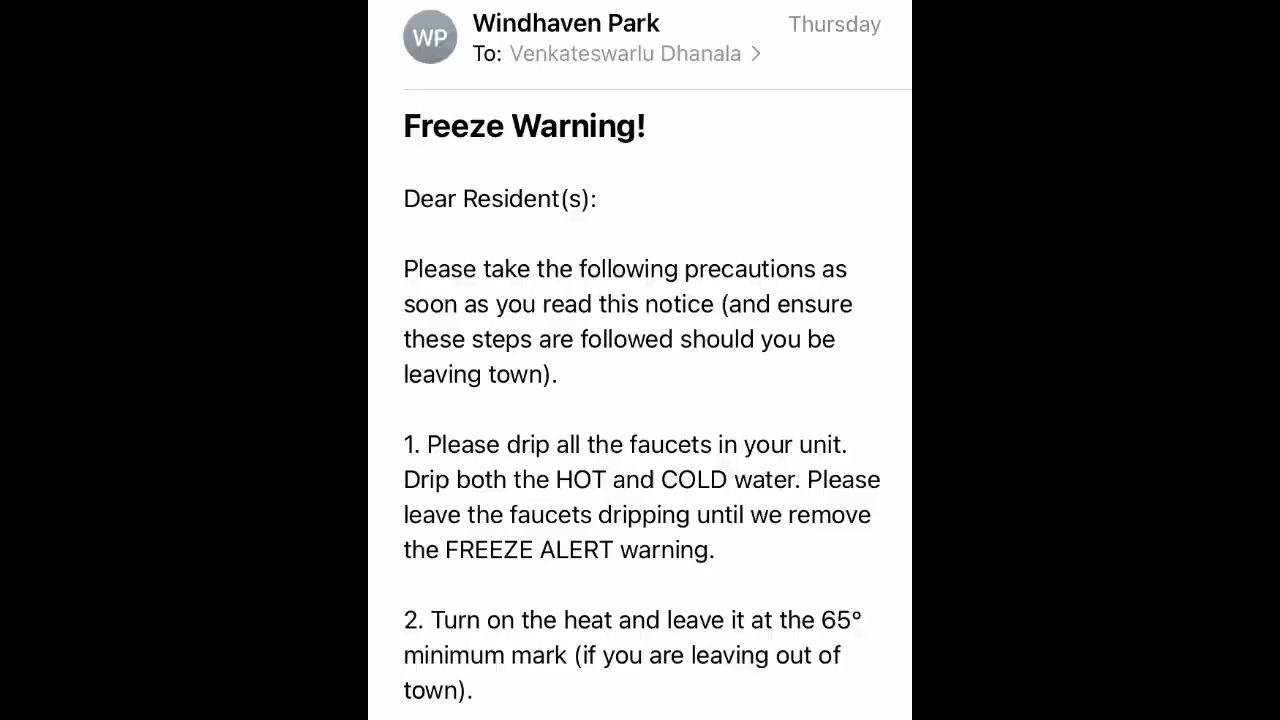 WP
Windhaven Park
Thursday
To: Venkateswarlu Dhanala >
Freeze Warning!
Dear Resident(s):
Please take the following precautions as
soon as you read this notice (and ensure
these steps are followed should you be
leaving town).
1. Please drip all the faucets in your unit.
Drip both the HOT and COLD water. Please
leave the faucets dripping until we remove
the FREEZE ALERT warning.
2. Turn on the heat and leave it at the 65°
minimum mark (if you are leaving out of
town).